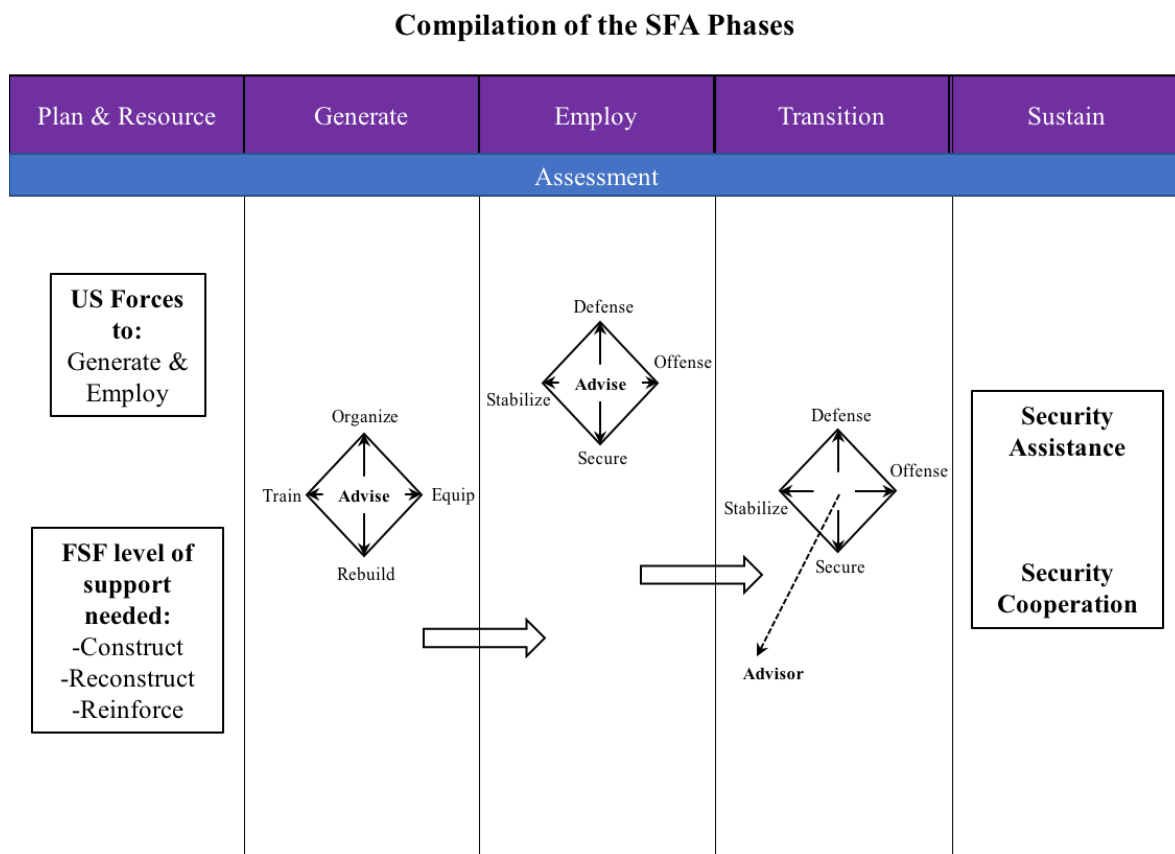 Compilation of the SFA Phases
Plan & Resource
Generate
Employ
Transition
Sustain
Assessment
US Forces
to:
Generate &
Employ
FSF level of
support
needed:
-Construct
-Reconstruct
-Reinforce
Organize
Train
Advise
Equip
Rebuild
Defense
Offense
Advise
Stabilize
Secure
Defense
Offense
Stabilize
Secure
Advisor
Security
Assistance
Security
Cooperation